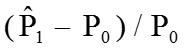 (P̂₁ − P₀) / P₀